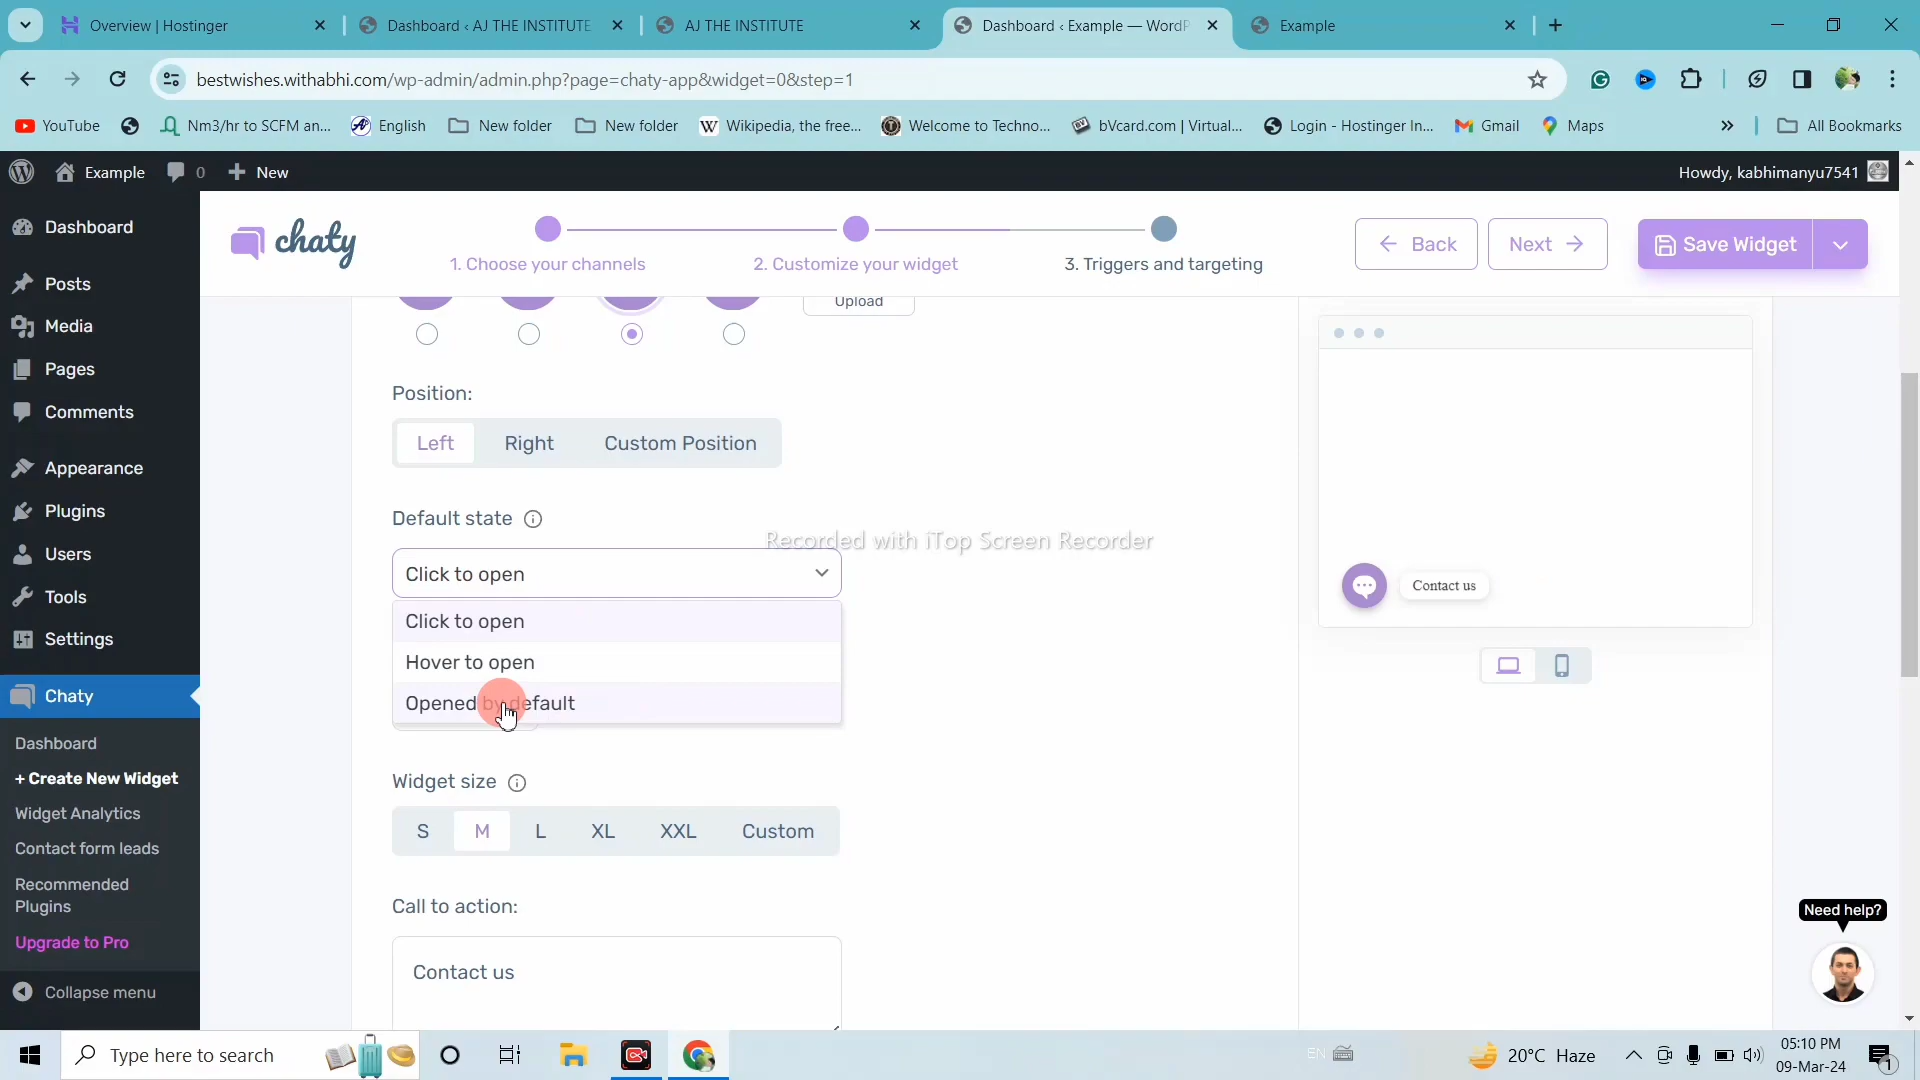 Overview | Hostinger
Dashboard ‹ AJ THE INSTITUTE
AJ THE INSTITUTE
Dashboard ‹ Example — WordP
Example
bestwishes.withabhi.com/wp-admin/admin.php?page=chaty-app&widget=0&step=1
YouTube
Nm3/hr to SCFM an...
English
New folder
New folder
Wikipedia, the free...
Welcome to Techno...
bVcard.com | Virtual...
Login - Hostinger In...
Gmail
Maps
»
All Bookmarks
Example
0
New
Howdy, kabhimanyu7541
Dashboard
Posts
Media
Pages
Comments
Appearance
Plugins
Users
Tools
Settings
Chaty
Dashboard
+ Create New Widget
Widget Analytics
Contact form leads
Recommended
Plugins
Upgrade to Pro
Collapse menu
chaty
1. Choose your channels
2. Customize your widget
3. Triggers and targeting
Back
Next
Save Widget
Upload
Position:
Left
Right
Custom Position
Default state
Recorded with iTop Screen Recorder
Click to open
Click to open
Hover to open
Opened by default
Widget size
S
M
L
XL
XXL
Custom
Call to action:
Contact us
Contact us
Need help?
Type here to search
EN
20°C Haze
05:10 PM
09-Mar-24
1